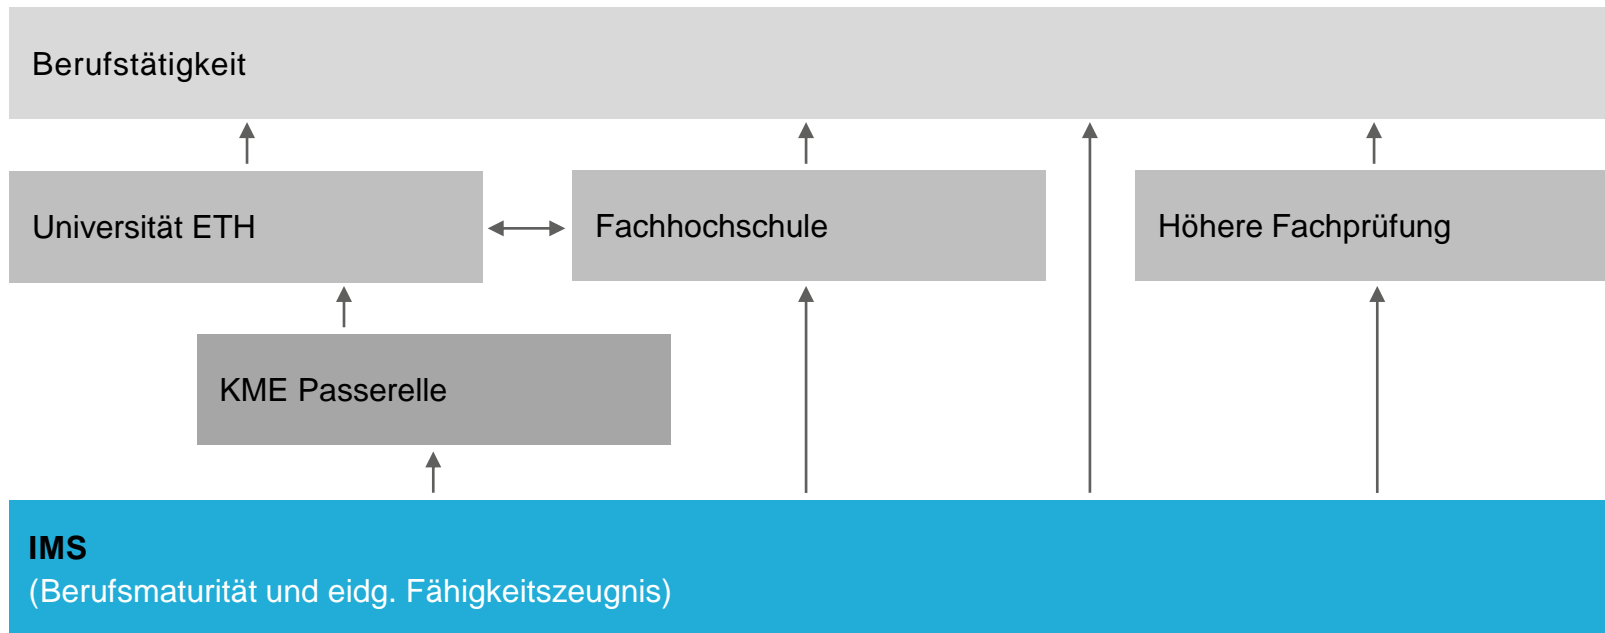 Berufstätigkeit
Universität ETH
Fachhochschule
Höhere Fachprüfung
KME Passerelle
IMS
(Berufsmaturität und eidg. Fähigkeitszeugnis)